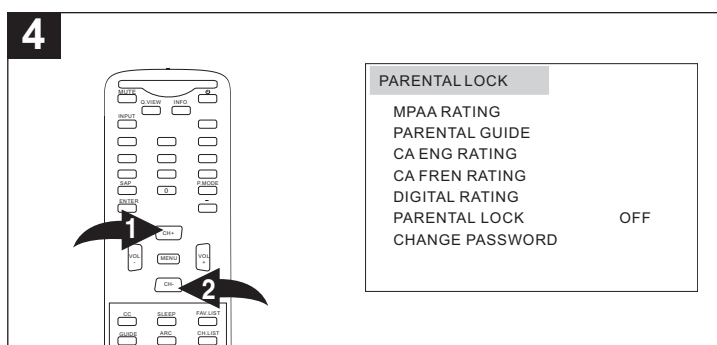 4
MUTE
Q.VIEW INFO
INPUT
SAP 0 P.MODE
ENTER –
1
CH+
VOL - MENU VOL +
CH-
2
CC SLEEP FAV.LIST
GUIDE ARC CH.LIST
PARENTAL LOCK
MPAA RATING
PARENTAL GUIDE
CA ENG RATING
CA FREN RATING
DIGITAL RATING
PARENTAL LOCK OFF
CHANGE PASSWORD